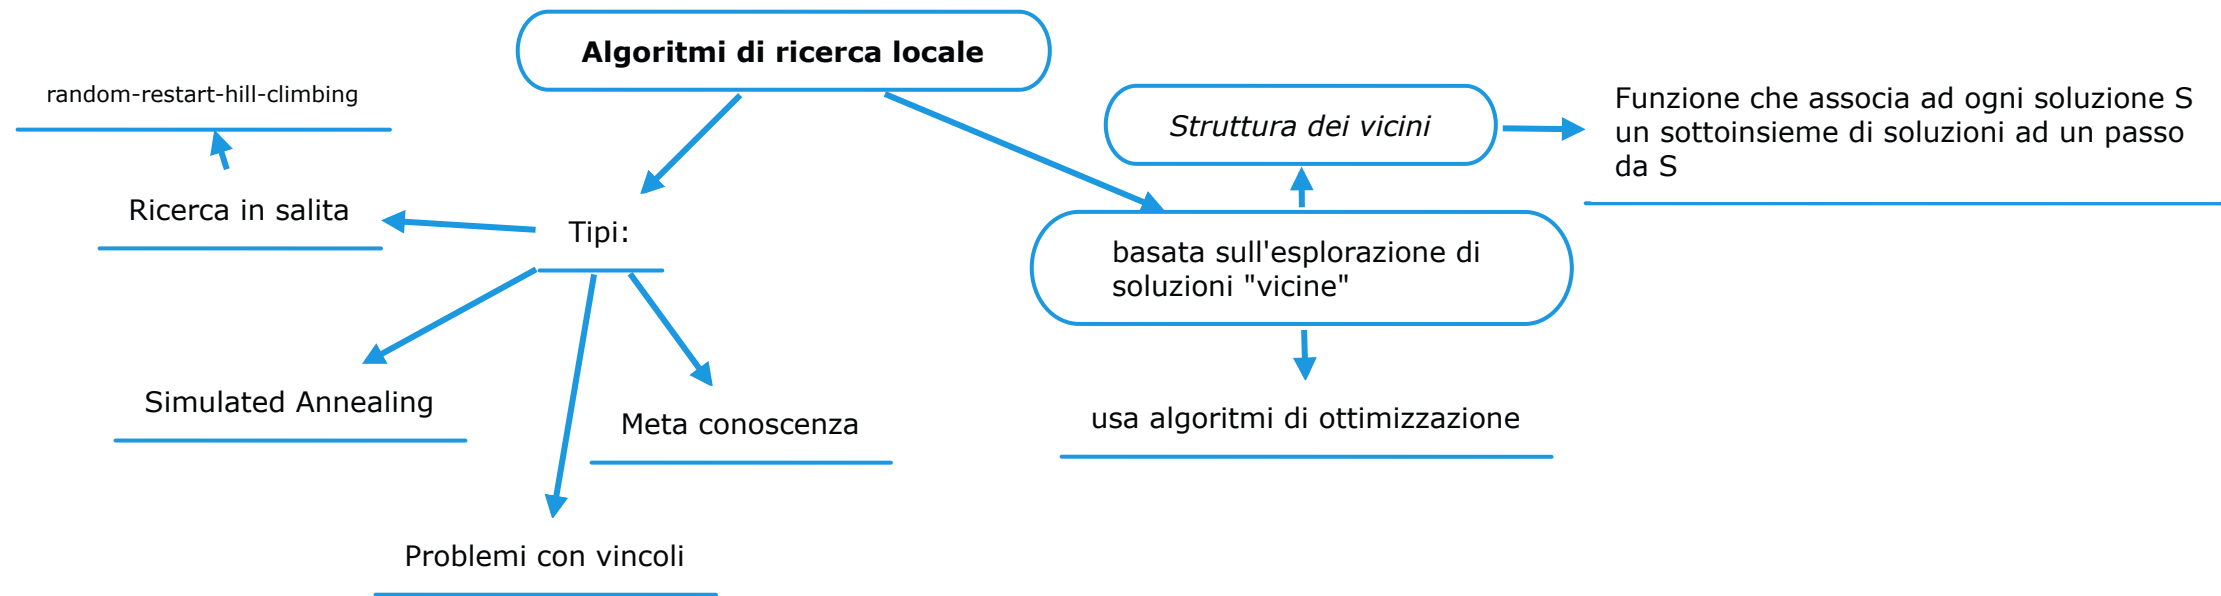 Algoritmi di ricerca locale
random-restart-hill-climbing
Struttura dei vicini
Funzione che associa ad ogni soluzione S
un sottoinsieme di soluzioni ad un passo
da S
Ricerca in salita
Tipi:
basata sull'esplorazione di
soluzioni "vicine"
Simulated Annealing
Meta conoscenza
usa algoritmi di ottimizzazione
Problemi con vincoli